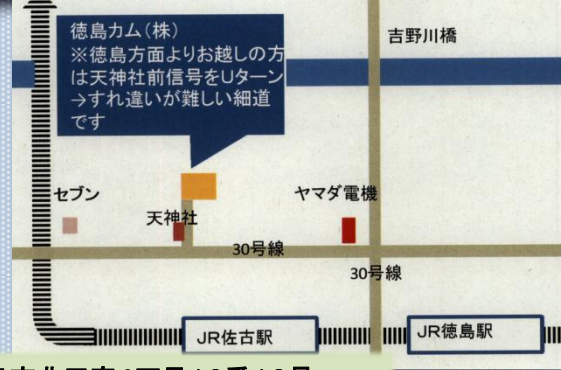 徳島カム(株)
※徳島方面よりお越しの方
は天神社前信号をUターン
→すれ違いが難しい細道
です
吉野川橋
セブン
ヤマダ電機
天神社
30号線
30号線
JR佐古駅
JR徳島駅